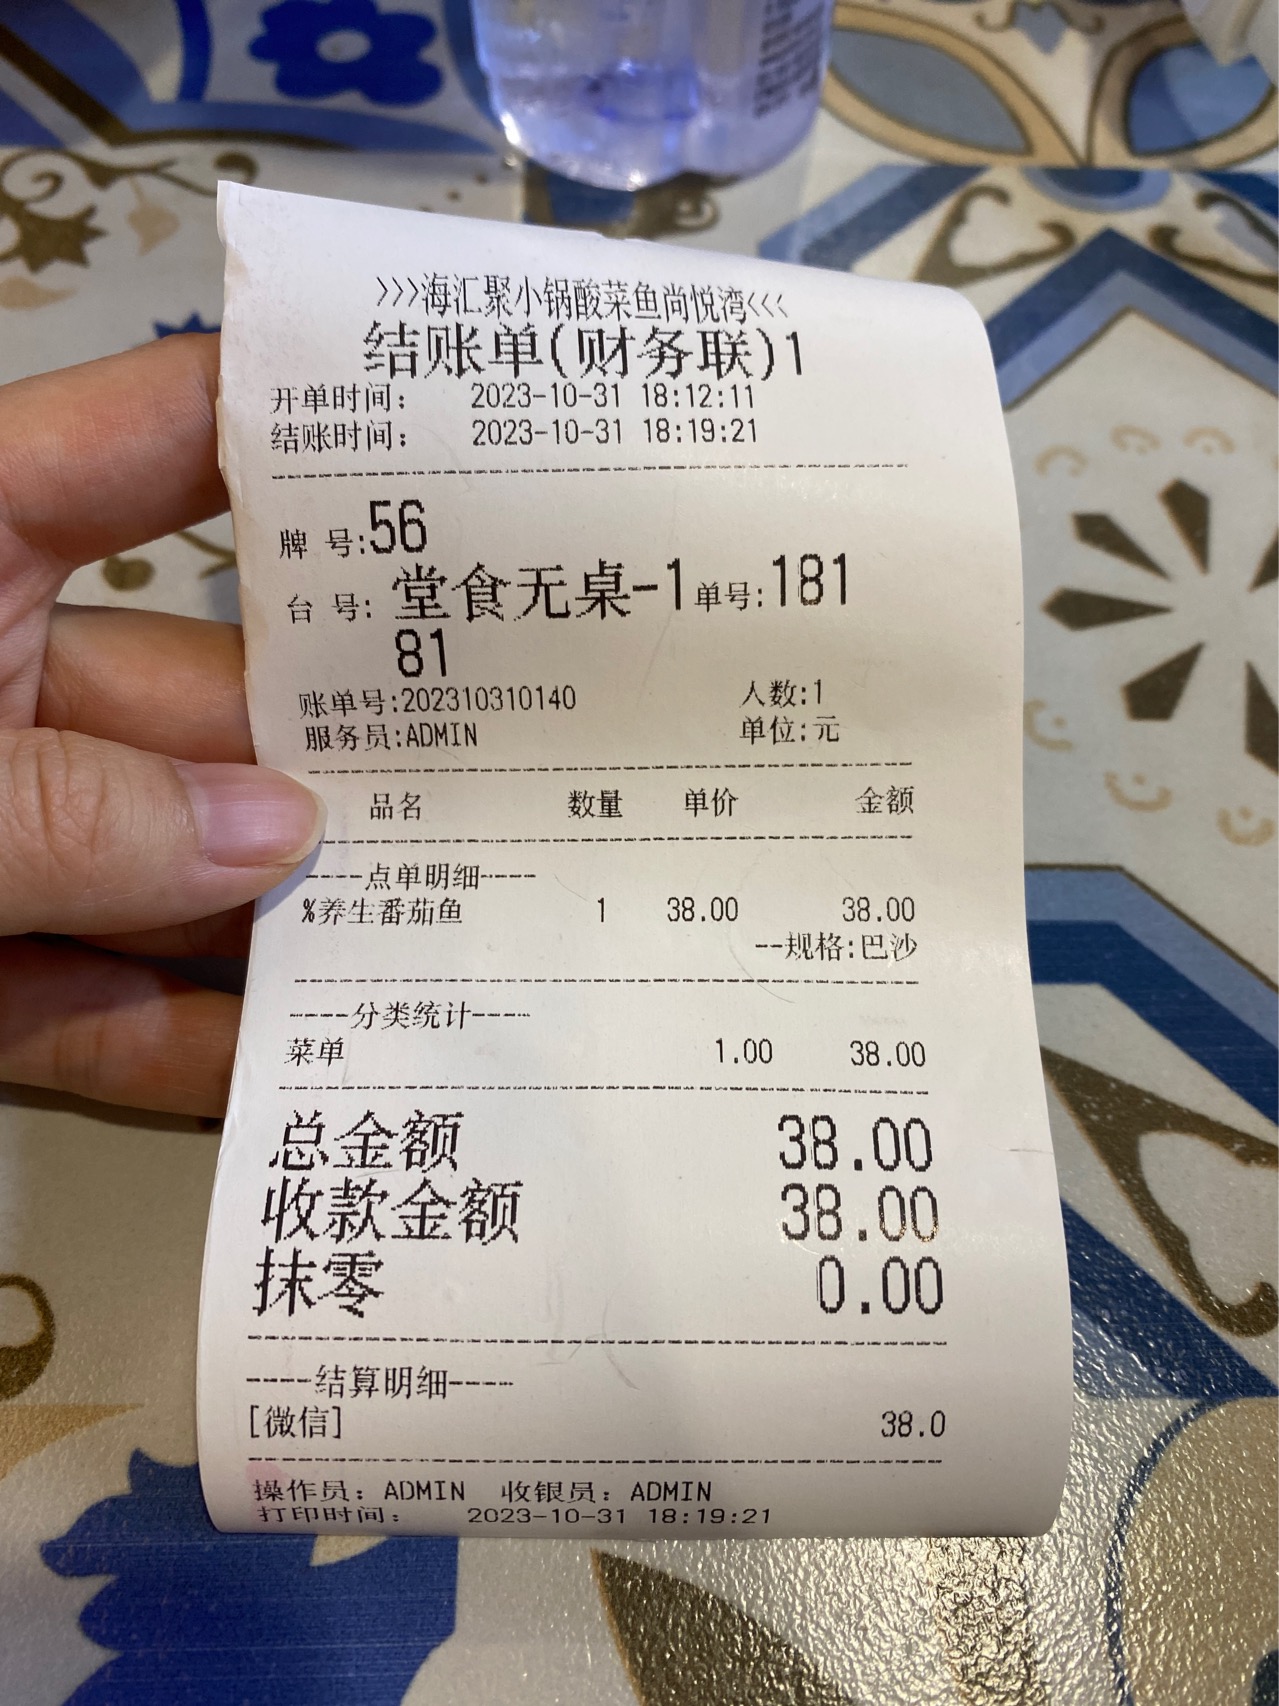 >>>海汇聚小锅酸菜鱼尚悦湾<<<
结账单(财务联)1
开单时间： 2023-10-31 18:12:11
结账时间： 2023-10-31 18:19:21
牌 号:56
台 号: 堂食无桌-1 单号:181
81
账单号:202310310140 人数:1
服务员:ADMIN 单位:元
品名 数量 单价 金额
----点单明细----
%养生番茄鱼 1 38.00 38.00
--规格:巴沙
----分类统计----
菜单 1.00 38.00
总金额 38.00
收款金额 38.00
抹零 0.00
----结算明细----
[微信] 38.0
操作员：ADMIN 收银员：ADMIN
打印时间： 2023-10-31 18:19:21